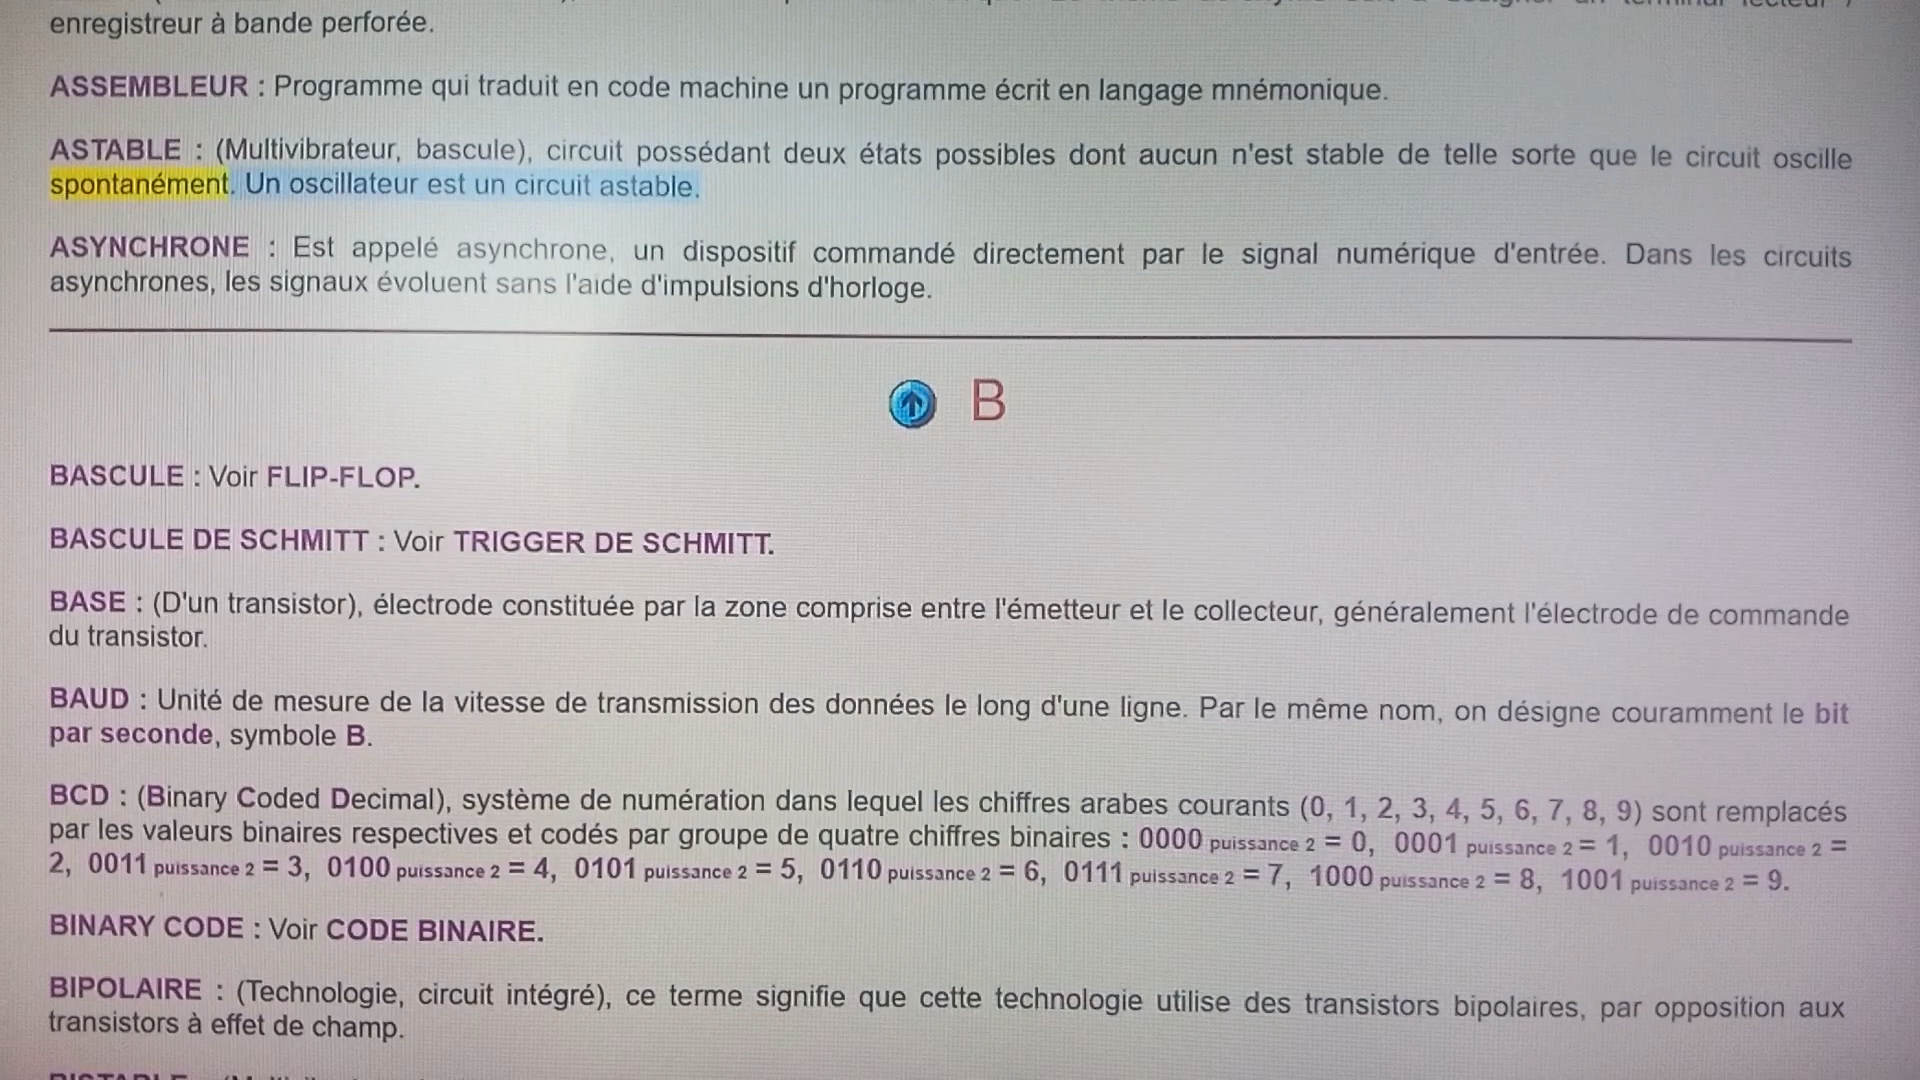 enregistreur à bande perforée.
ASSEMBLEUR : Programme qui traduit en code machine un programme écrit en langage mnémonique.
ASTABLE : (Multivibrateur, bascule), circuit possédant deux états possibles dont aucun n'est stable de telle sorte que le circuit oscille
spontanément. Un oscillateur est un circuit astable.
ASYNCHRONE : Est appelé asynchrone, un dispositif commandé directement par le signal numérique d'entrée. Dans les circuits
asynchrones, les signaux évoluent sans l'aide d'impulsions d'horloge.
B
BASCULE : Voir FLIP-FLOP.
BASCULE DE SCHMITT : Voir TRIGGER DE SCHMITT.
BASE : (D'un transistor), électrode constituée par la zone comprise entre l'émetteur et le collecteur, généralement l'électrode de commande
du transistor.
BAUD : Unité de mesure de la vitesse de transmission des données le long d'une ligne. Par le même nom, on désigne couramment le bit
par seconde, symbole B.
BCD : (Binary Coded Decimal), système de numération dans lequel les chiffres arabes courants (0, 1, 2, 3, 4, 5, 6, 7, 8, 9) sont remplacés
par les valeurs binaires respectives et codés par groupe de quatre chiffres binaires : 0000 puissance 2 = 0, 0001 puissance 2 = 1, 0010 puissance 2 =
2, 0011 puissance 2 = 3, 0100 puissance 2 = 4, 0101 puissance 2 = 5, 0110 puissance 2 = 6, 0111 puissance 2 = 7, 1000 puissance 2 = 8, 1001 puissance 2 = 9.
BINARY CODE : Voir CODE BINAIRE.
BIPOLAIRE : (Technologie, circuit intégré), ce terme signifie que cette technologie utilise des transistors bipolaires, par opposition aux
transistors à effet de champ.